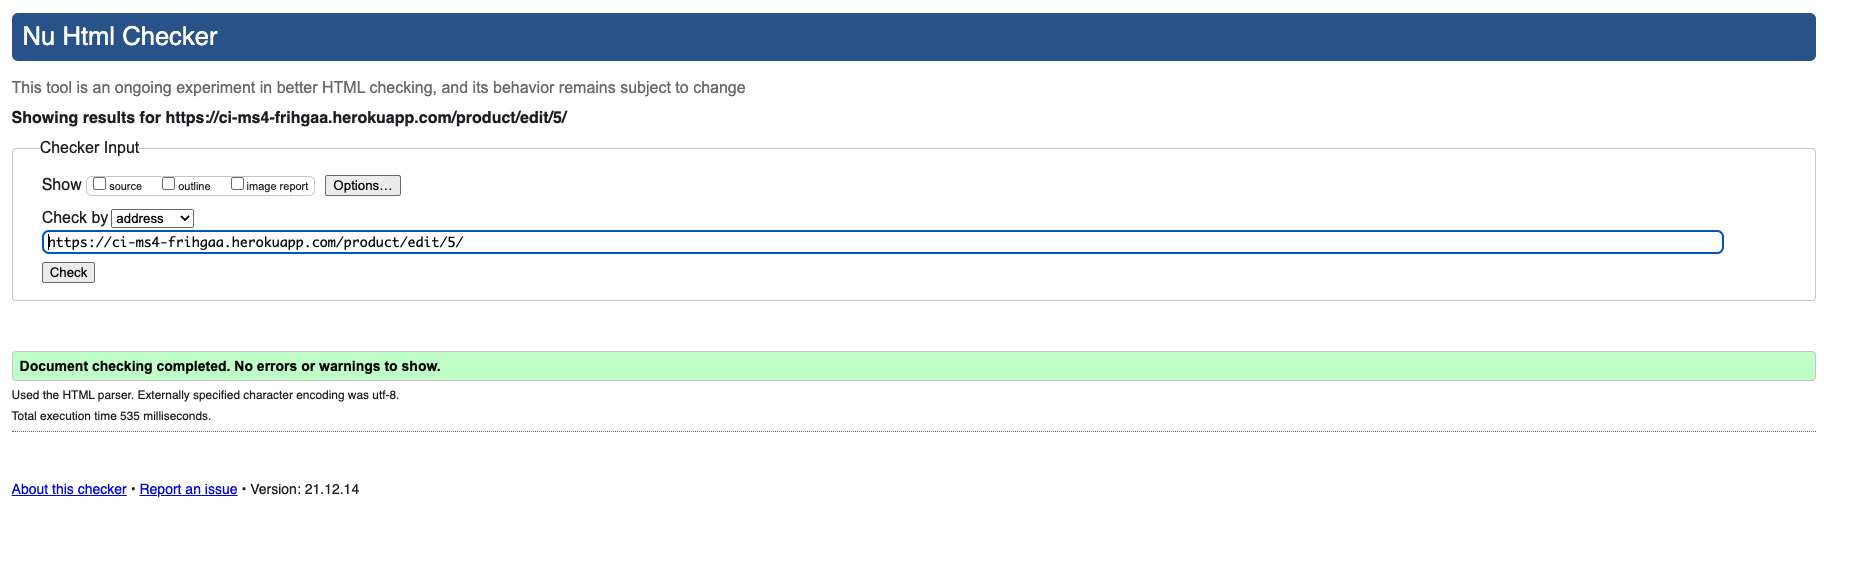 Nu Html Checker
This tool is an ongoing experiment in better HTML checking, and its behavior remains subject to change
Showing results for https://ci-ms4-frihgaa.herokuapp.com/product/edit/5/
Checker Input
Show source outline image report Options...
Check by address
https://ci-ms4-frihgaa.herokuapp.com/product/edit/5/
Check
Document checking completed. No errors or warnings to show.
Used the HTML parser. Externally specified character encoding was utf-8.
Total execution time 535 milliseconds.
About this checker • Report an issue • Version: 21.12.14